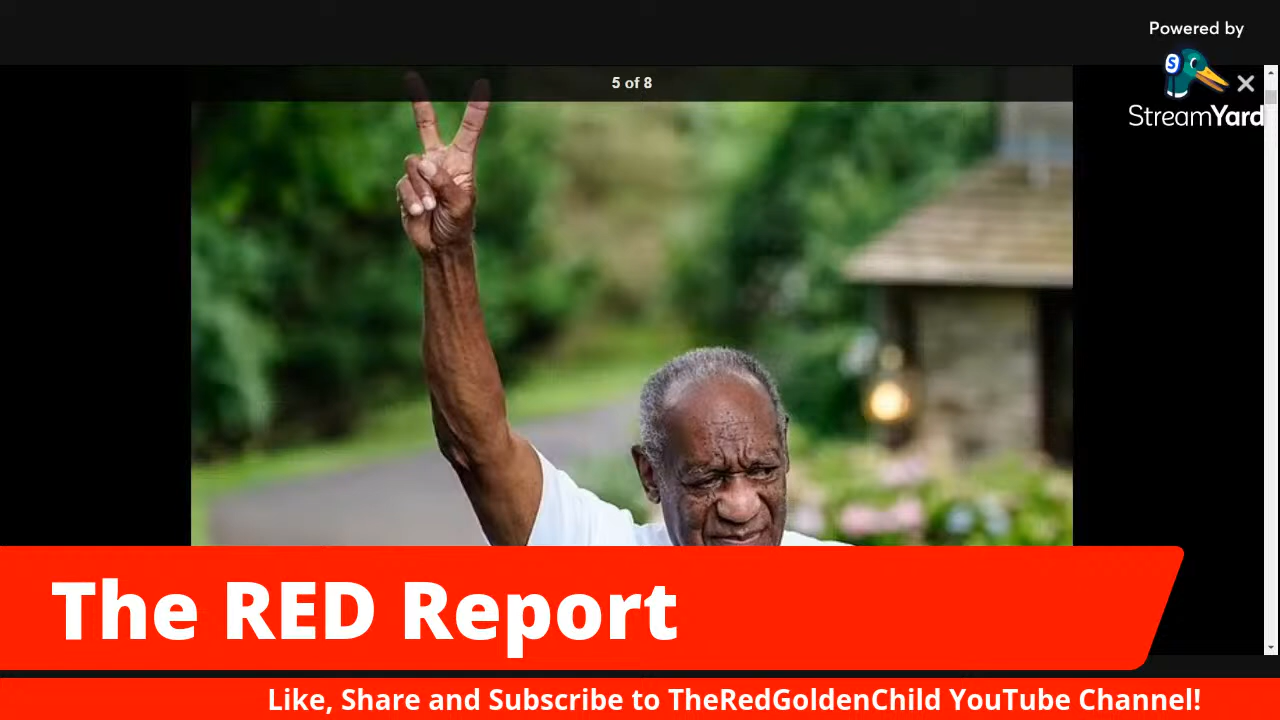 Powered by
5 of 8
S
StreamYard
The RED Report
Like, Share and Subscribe to TheRedGoldenChild YouTube Channel!